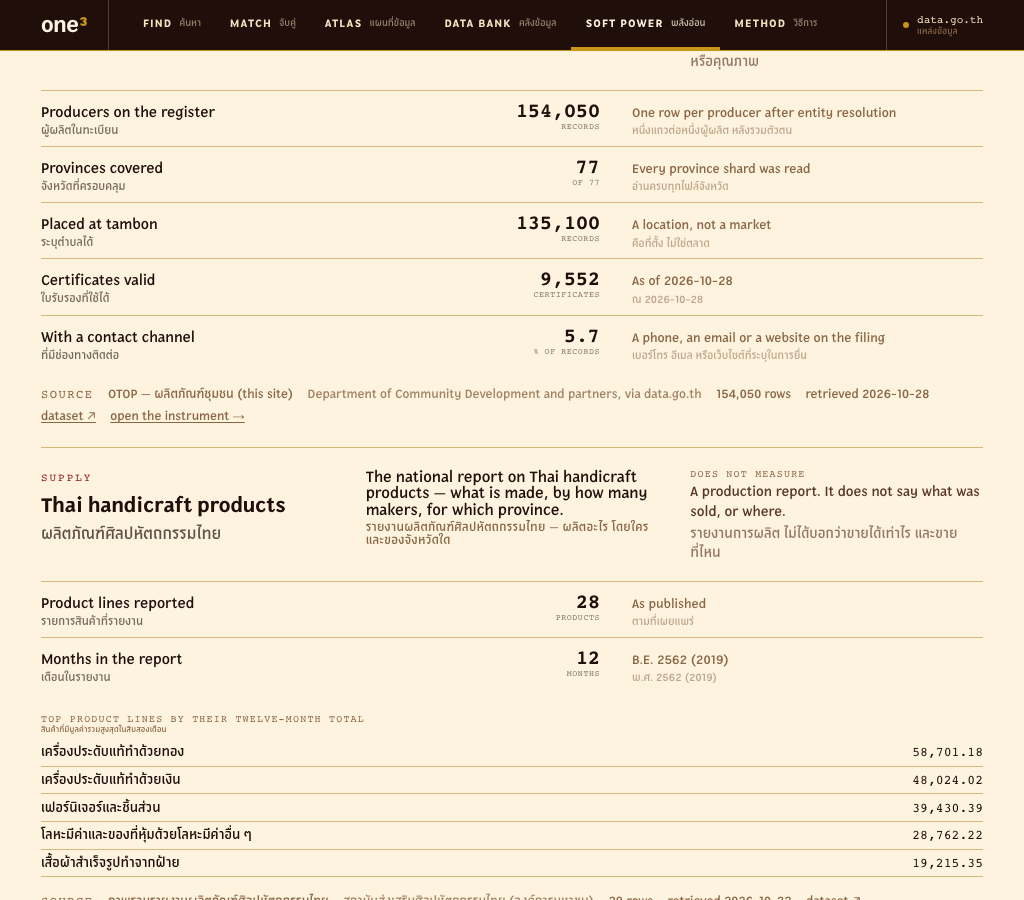 one³
FIND ค้นหา
MATCH จับคู่
ATLAS แผนที่ข้อมูล
DATA BANK คลังข้อมูล
SOFT POWER พลังอ่อน
METHOD วิธีการ
data.go.th
แหล่งข้อมูล
หรือคุณภาพ
Producers on the register
ผู้ผลิตในทะเบียน
154,050
RECORDS
One row per producer after entity resolution
หนึ่งแถวต่อหนึ่งผู้ผลิต หลังรวมตัวตน
Provinces covered
จังหวัดที่ครอบคลุม
77
OF 77
Every province shard was read
อ่านครบทุกไฟล์จังหวัด
Placed at tambon
ระบุตำบลได้
135,100
RECORDS
A location, not a market
คือที่ตั้ง ไม่ใช่ตลาด
Certificates valid
ใบรับรองที่ใช้ได้
9,552
CERTIFICATES
As of 2026-10-28
ณ 2026-10-28
With a contact channel
ที่มีช่องทางติดต่อ
5.7
% OF RECORDS
A phone, an email or a website on the filing
เบอร์โทร อีเมล หรือเว็บไซต์ที่ระบุในการยื่น
SOURCE OTOP — ผลิตภัณฑ์ชุมชน (this site) Department of Community Development and partners, via data.go.th 154,050 rows retrieved 2026-10-28
dataset ↗ open the instrument →
SUPPLY
Thai handicraft products
ผลิตภัณฑ์ศิลปหัตถกรรมไทย
The national report on Thai handicraft
products — what is made, by how many
makers, for which province.
รายงานผลิตภัณฑ์ศิลปหัตถกรรมไทย — ผลิตอะไร โดยใคร
และของจังหวัดใด
DOES NOT MEASURE
A production report. It does not say what was
sold, or where.
รายงานการผลิต ไม่ได้บอกว่าขายได้เท่าไร และขาย
ที่ไหน
Product lines reported
รายการสินค้าที่รายงาน
28
PRODUCTS
As published
ตามที่เผยแพร่
Months in the report
เดือนในรายงาน
12
MONTHS
B.E. 2562 (2019)
พ.ศ. 2562 (2019)
TOP PRODUCT LINES BY THEIR TWELVE-MONTH TOTAL
สินค้าที่มีมูลค่ารวมสูงสุดในสิบสองเดือน
เครื่องประดับแท้ทำด้วยทอง 58,701.18
เครื่องประดับแท้ทำด้วยเงิน 48,024.02
เฟอร์นิเจอร์และชิ้นส่วน 39,430.39
โลหะมีค่าและของที่หุ้มด้วยโลหะมีค่าอื่น ๆ 28,762.22
เสื้อผ้าสำเร็จรูปทำจากฝ้าย 19,215.35